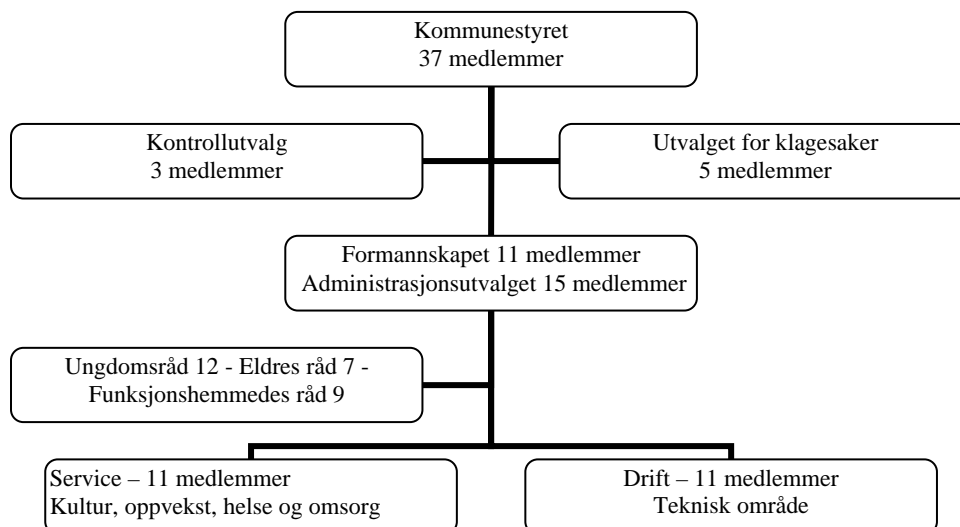 Kommunestyret
37 medlemmer
Kontrollutvalg
3 medlemmer
Utvalget for klagesaker
5 medlemmer
Formannskapet 11 medlemmer
Administrasjonsutvalget 15 medlemmer
Ungdomsråd 12 - Eldres råd 7 -
Funksjonshemmedes råd 9
Service – 11 medlemmer
Kultur, oppvekst, helse og omsorg
Drift – 11 medlemmer
Teknisk område